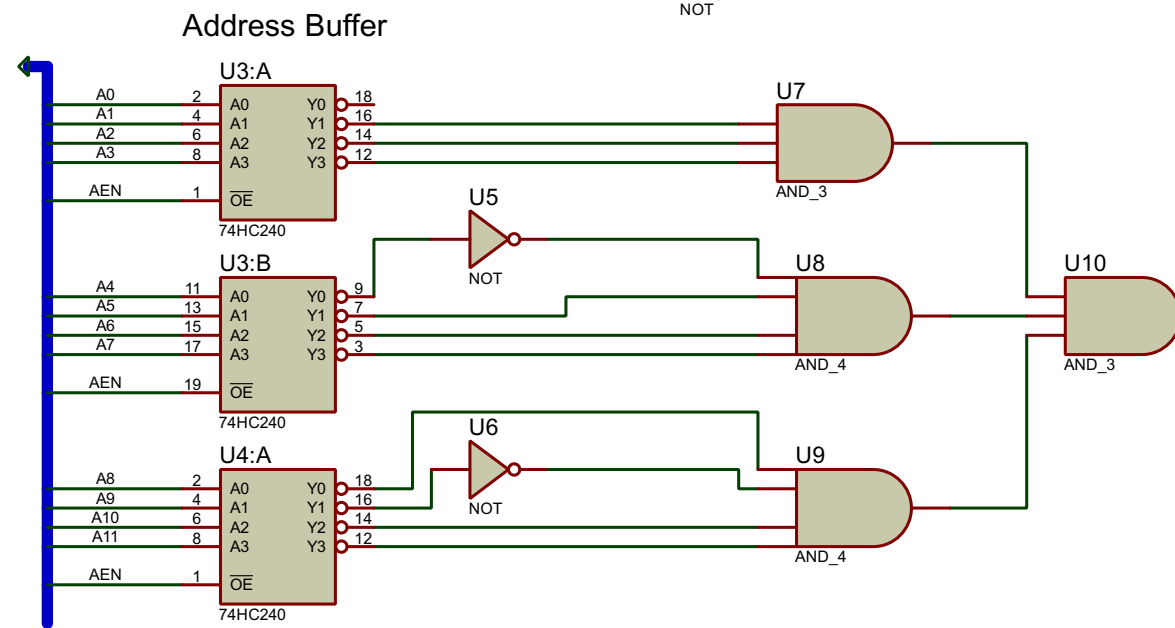 NOT
Address Buffer
U3:A
A0 2 A0 Y0 18
A1 4 A1 Y1 16
A2 6 A2 Y2 14
A3 8 A3 Y3 12
AEN 1 OE
74HC240
U7
AND_3
U5
NOT
U3:B
A4 11 A0 Y0 9
A5 13 A1 Y1 7
A6 15 A2 Y2 5
A7 17 A3 Y3 3
AEN 19 OE
74HC240
U8
AND_4
U10
AND_3
U6
NOT
U4:A
A8 2 A0 Y0 18
A9 4 A1 Y1 16
A10 6 A2 Y2 14
A11 8 A3 Y3 12
AEN 1 OE
74HC240
U9
AND_4